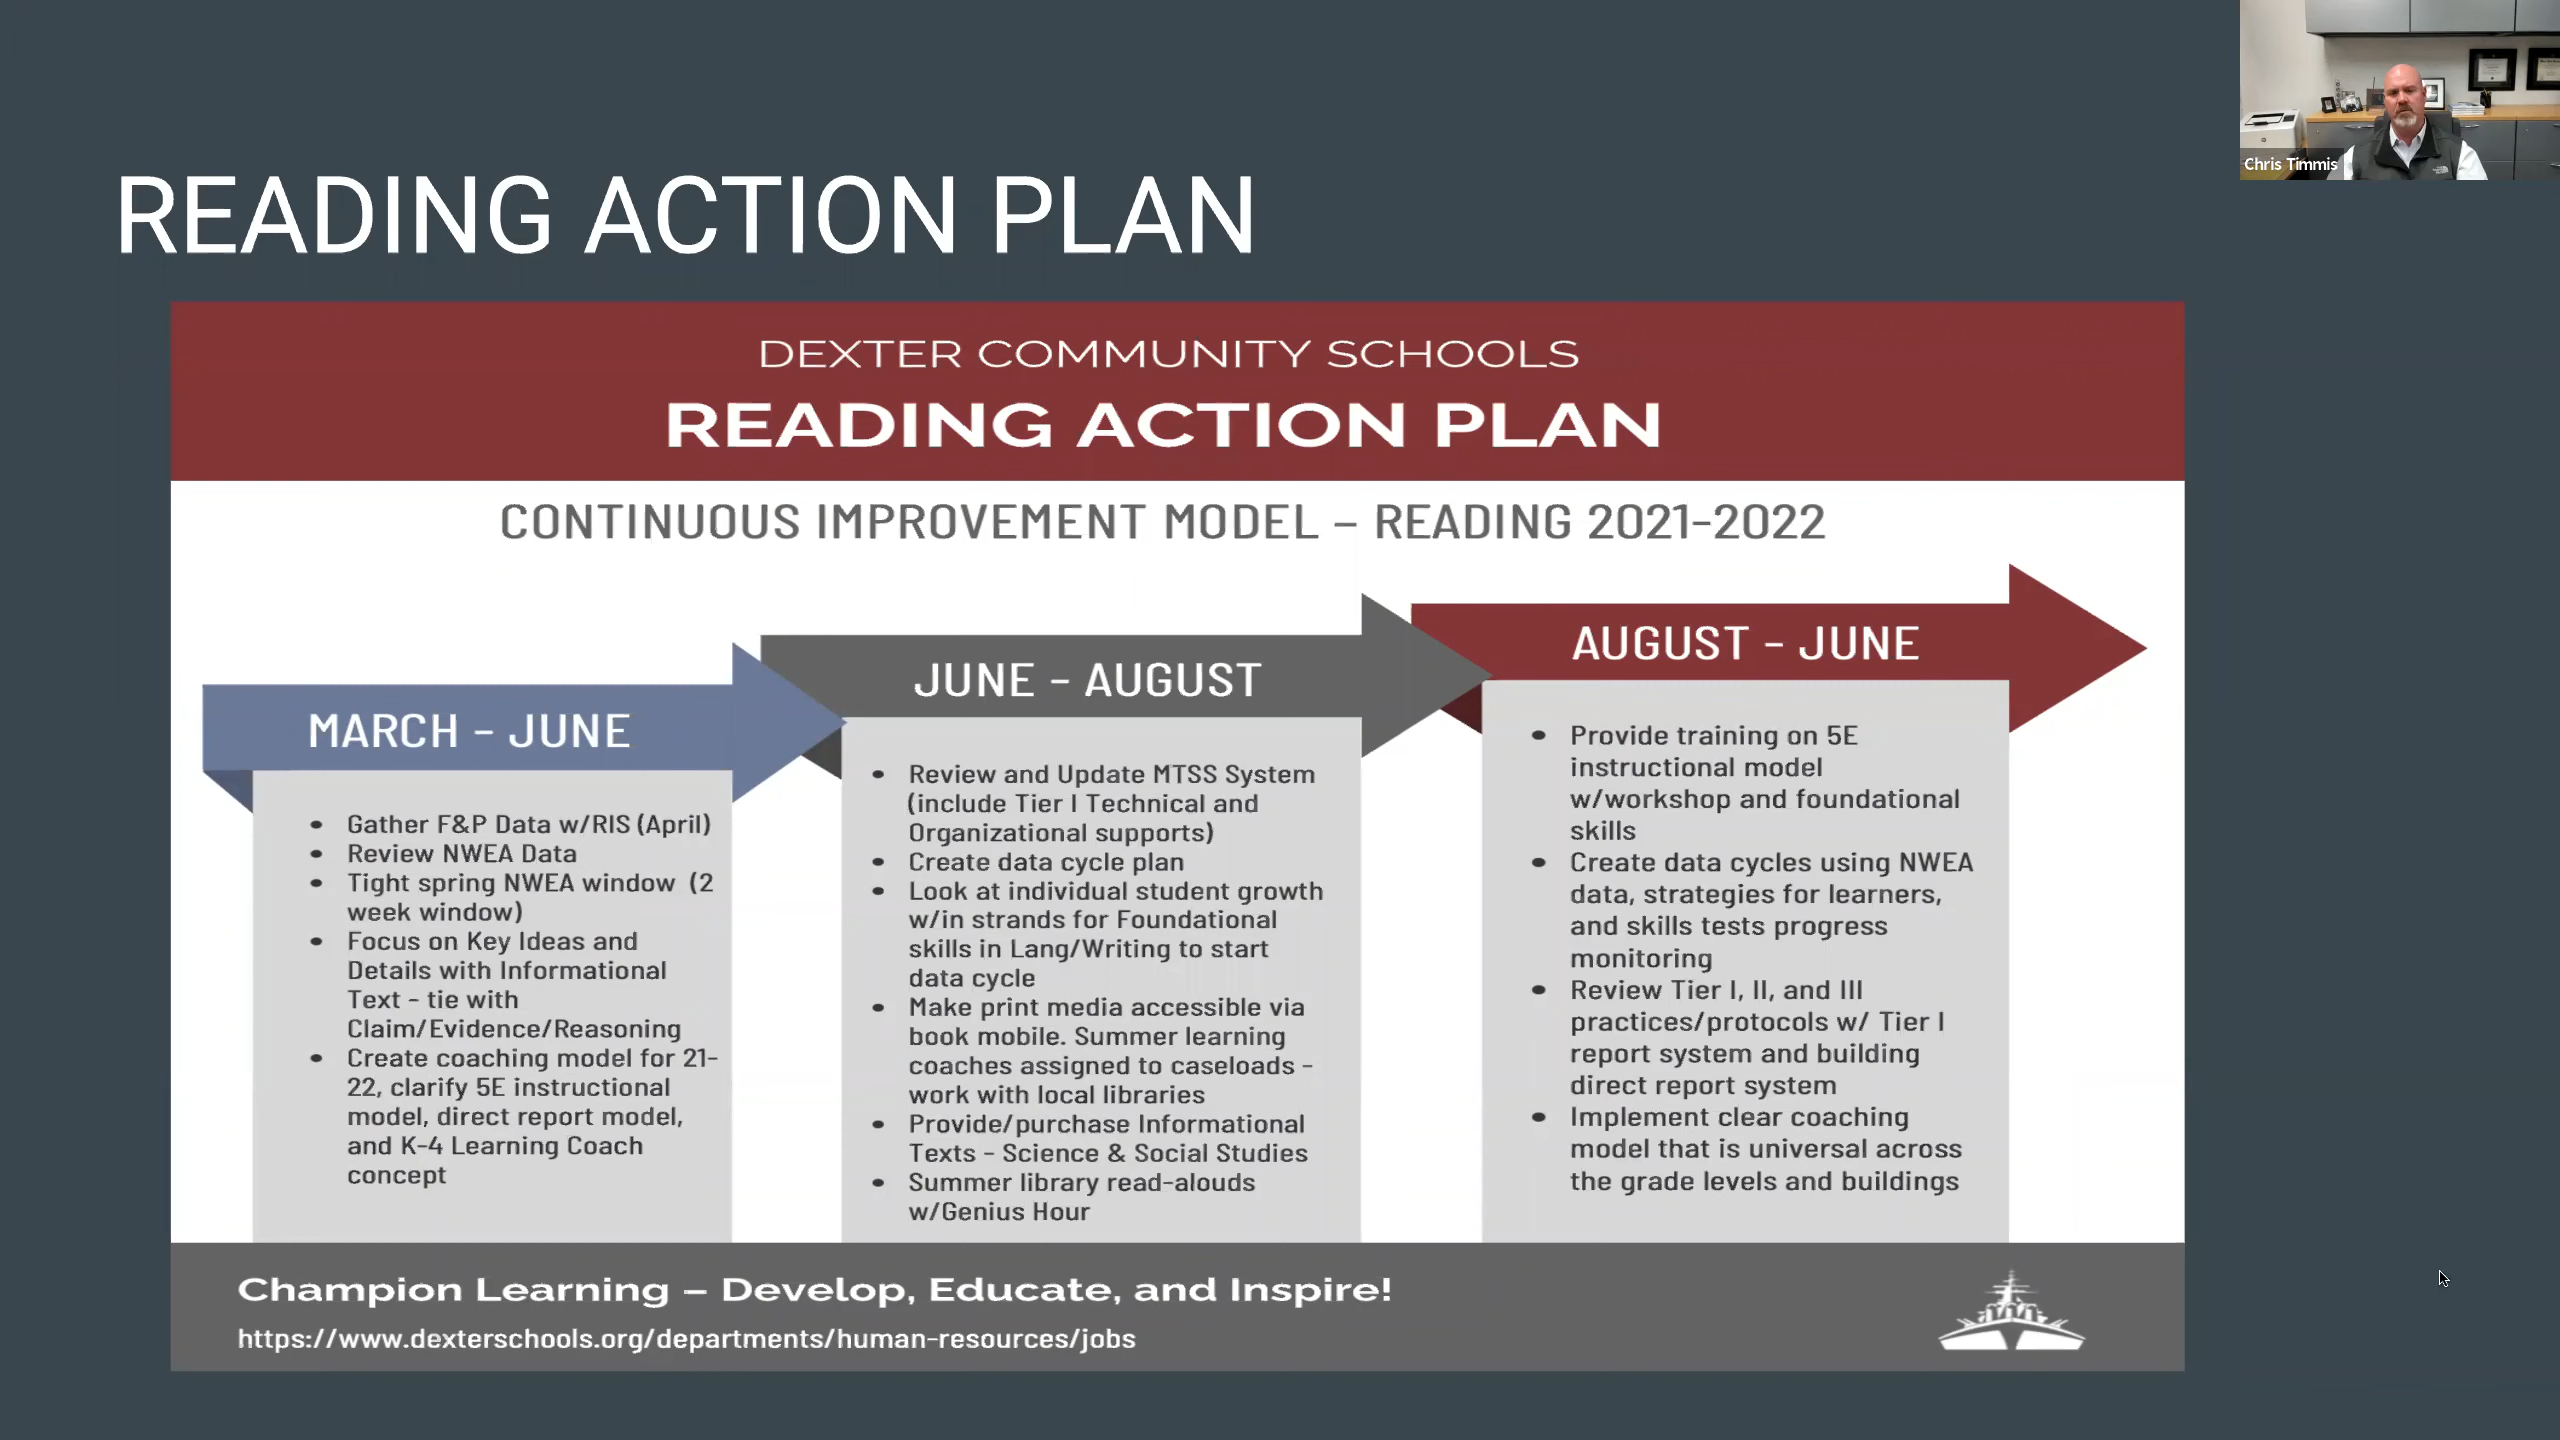 Chris Timmis
READING ACTION PLAN
DEXTER COMMUNITY SCHOOLS
READING ACTION PLAN
CONTINUOUS IMPROVEMENT MODEL – READING 2021-2022
MARCH – JUNE
• Gather F&P Data w/RIS (April)
• Review NWEA Data
• Tight spring NWEA window (2
week window)
• Focus on Key Ideas and
Details with Informational
Text - tie with
Claim/Evidence/Reasoning
• Create coaching model for 21-
22, clarify 5E instructional
model, direct report model,
and K-4 Learning Coach
concept
JUNE – AUGUST
• Review and Update MTSS System
(include Tier I Technical and
Organizational supports)
• Create data cycle plan
• Look at individual student growth
w/in strands for Foundational
skills in Lang/Writing to start
data cycle
• Make print media accessible via
book mobile. Summer learning
coaches assigned to caseloads -
work with local libraries
• Provide/purchase Informational
Texts - Science & Social Studies
• Summer library read-alouds
w/Genius Hour
AUGUST – JUNE
• Provide training on 5E
instructional model
w/workshop and foundational
skills
• Create data cycles using NWEA
data, strategies for learners,
and skills tests progress
monitoring
• Review Tier I, II, and III
practices/protocols w/ Tier I
report system and building
direct report system
• Implement clear coaching
model that is universal across
the grade levels and buildings
Champion Learning – Develop, Educate, and Inspire!
https://www.dexterschools.org/departments/human-resources/jobs